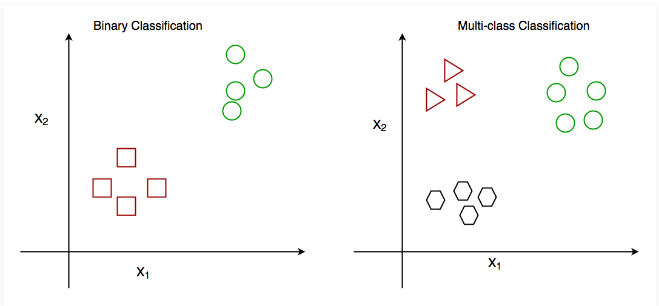 Binary Classification
X₂
X₁
Multi-class Classification
X₂
X₁